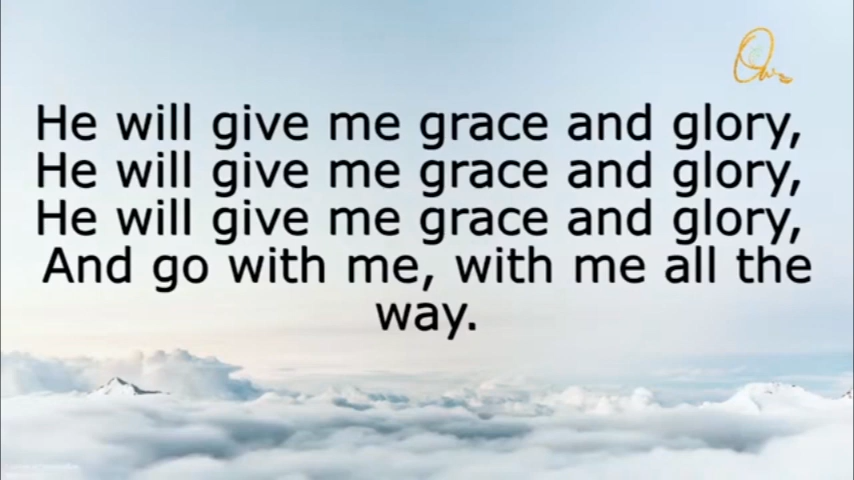 He will give me grace and glory,
He will give me grace and glory,
He will give me grace and glory,
And go with me, with me all the
way.